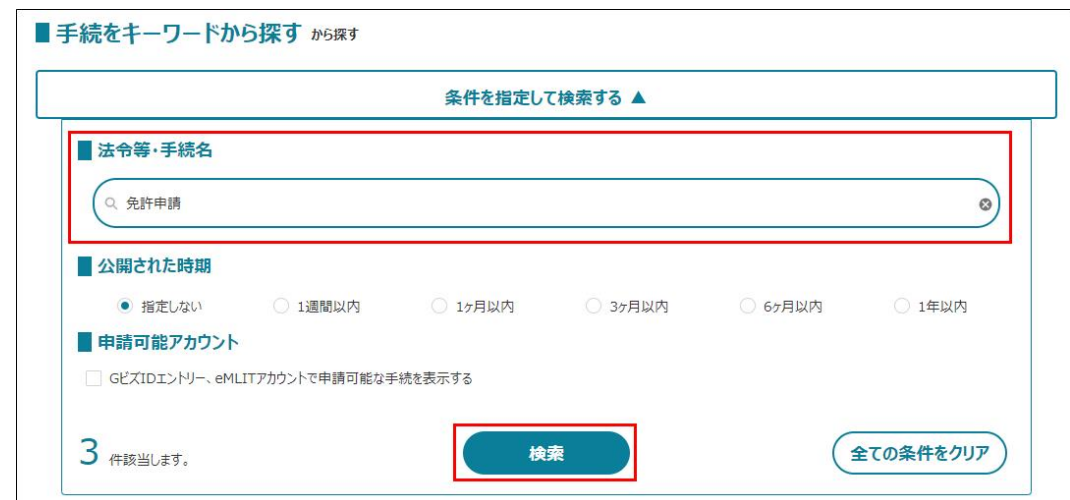 手続をキーワードから探す から探す
条件を指定して検索する ▲
法令等・手続名
免許申請
公開された時期
指定しない 1週間以内 1ヶ月以内 3ヶ月以内 6ヶ月以内 1年以内
申請可能アカウント
GビズIDエントリー、eMLITアカウントで申請可能な手続を表示する
3 件該当します。 検索 全ての条件をクリア